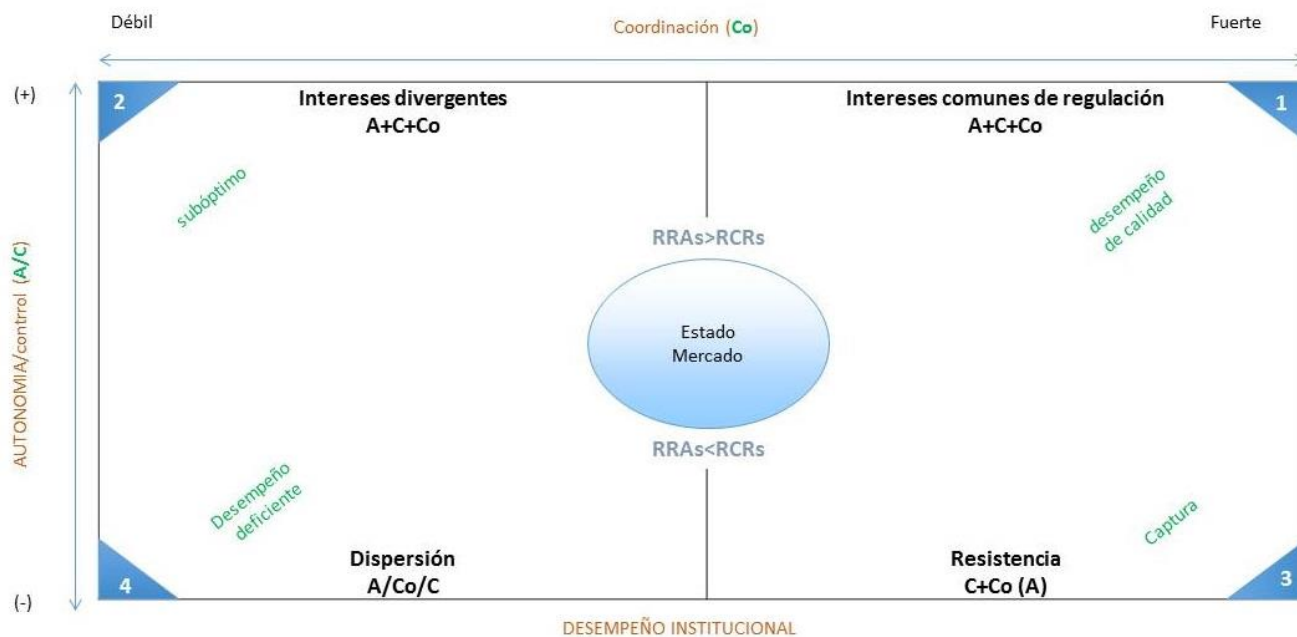 Débil
Coordinación (Co)
Fuerte
(+)
2
Intereses divergentes
A+C+Co
Intereses comunes de regulación
A+C+Co
1
subóptimo
desempeño
de calidad
RRAs>RCRs
AUTONOMIA/contrrol (A/C)
Estado
Mercado
RRAs<RCRs
Desempeño
deficiente
Captura
Dispersión
A/Co/C
Resistencia
C+Co (A)
4
3
(-)
DESEMPEÑO INSTITUCIONAL